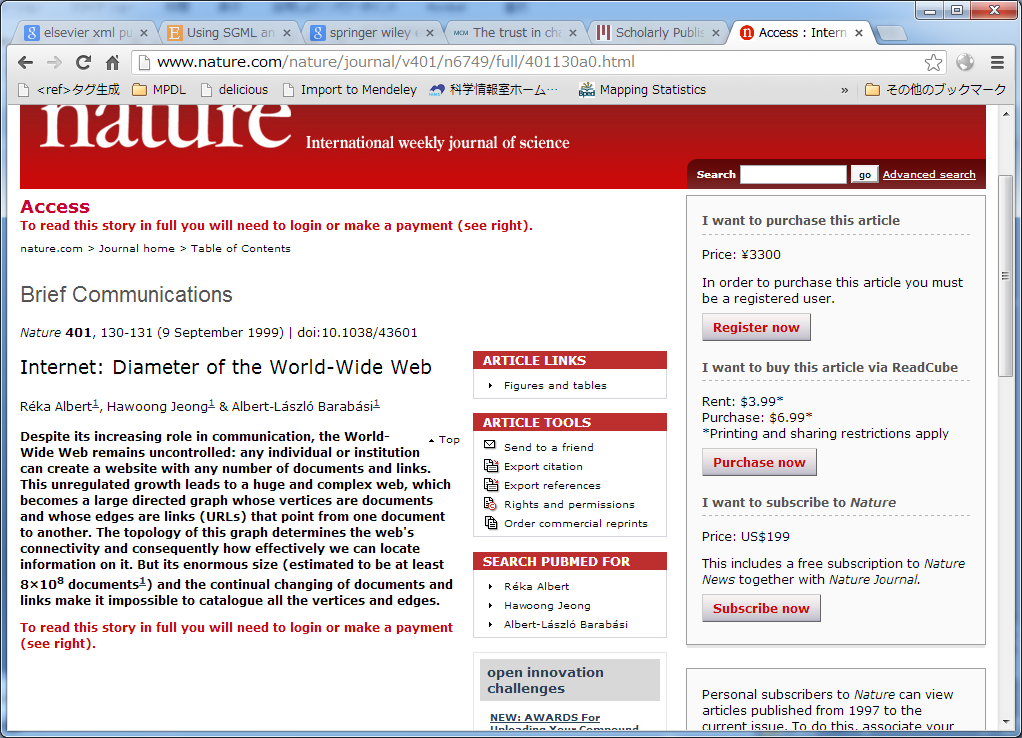 elsevier xml pu
Using SGML an
springer wiley e
MCM The trust in cha
Scholarly Publis
Access : Intern
www.nature.com/nature/journal/v401/n6749/full/401130a0.html
<ref>タグ生成 MPDL delicious Import to Mendeley 科学情報室ホーム… Mapping Statistics » その他のブックマーク
nature International weekly journal of science
Search go Advanced search
Access
To read this story in full you will need to login or make a payment (see right).
nature.com > Journal home > Table of Contents
Brief Communications
Nature 401, 130-131 (9 September 1999) | doi:10.1038/43601
Internet: Diameter of the World-Wide Web
Réka Albert1, Hawoong Jeong1 & Albert-László Barabási1
Top
Despite its increasing role in communication, the World-
Wide Web remains uncontrolled: any individual or institution
can create a website with any number of documents and links.
This unregulated growth leads to a huge and complex web, which
becomes a large directed graph whose vertices are documents
and whose edges are links (URLs) that point from one document
to another. The topology of this graph determines the web's
connectivity and consequently how effectively we can locate
information on it. But its enormous size (estimated to be at least
8×10⁸ documents1) and the continual changing of documents and
links make it impossible to catalogue all the vertices and edges.
To read this story in full you will need to login or make a payment
(see right).
ARTICLE LINKS
Figures and tables
ARTICLE TOOLS
Send to a friend
Export citation
Export references
Rights and permissions
Order commercial reprints
SEARCH PUBMED FOR
Réka Albert
Hawoong Jeong
Albert-László Barabási
open innovation
challenges
NEW: AWARDS For
Uploading Your Compound
I want to purchase this article
Price: ¥3300
In order to purchase this article you must
be a registered user.
Register now
I want to buy this article via ReadCube
Rent: $3.99*
Purchase: $6.99*
*Printing and sharing restrictions apply
Purchase now
I want to subscribe to Nature
Price: US$199
This includes a free subscription to Nature
News together with Nature Journal.
Subscribe now
Personal subscribers to Nature can view
articles published from 1997 to the
current issue. To do this, associate your